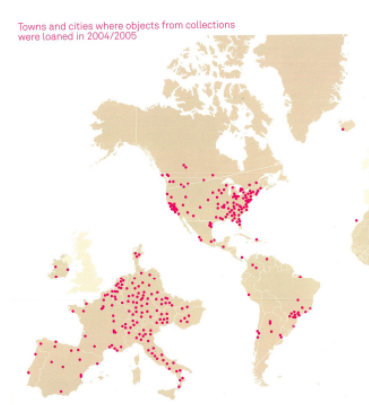 Towns and cities where objects from collections
were loaned in 2004/2005